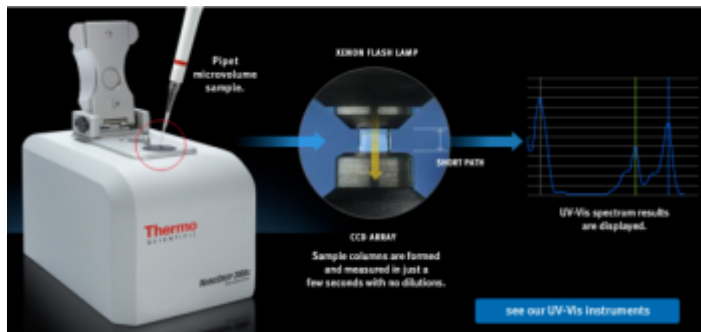 Pipet
microvolume
sample.
XENON FLASH LAMP
SHORT PATH
CCD ARRAY
Sample columns are formed
and measured in just a
few seconds with no dilutions.
UV-Vis spectrum results
are displayed.
Thermo
SCIENTIFIC
see our UV-Vis instruments